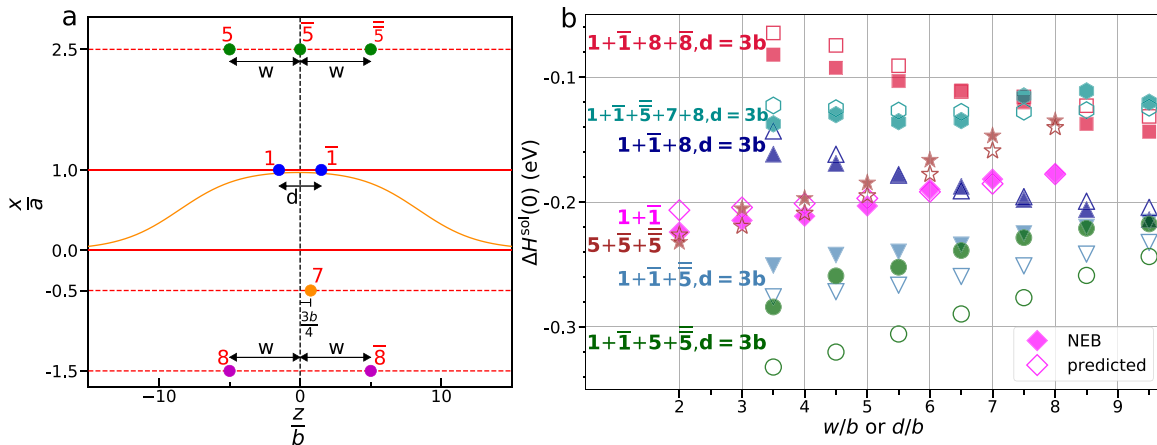 a
5
5̅
5̿
2.5
w
w
1
1̅
1.0
d
x/a
0.0
7
-0.5
3b/4
8
w
w
8̅
-1.5
−10
0
10
z/b
b
1+1̅+8+8̅,d = 3b
-0.1
1+1̅+5̿+7+8,d = 3b
1+1̅+8,d = 3b
ΔH^sol(0) (eV)
-0.2
1+1̅
5+5̅+5̿
1+1̅+5̿,d = 3b
-0.3
1+1̅+5+5̿,d = 3b
NEB
predicted
2 3 4 5 6 7 8 9
w/b or d/b